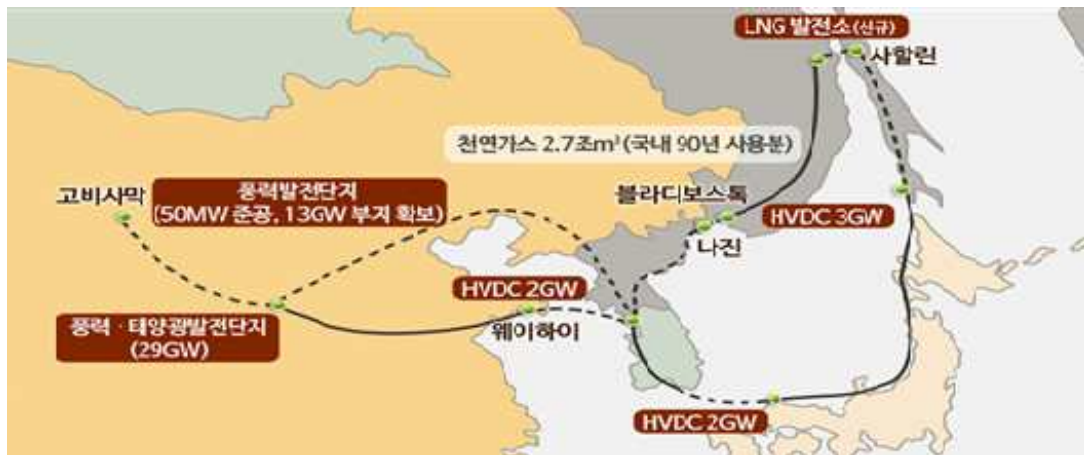 LNG 발전소(신규)
사할린
천연가스 2.7조m³(국내 90년 사용분)
고비사막
풍력발전단지
(50MW 준공, 13GW 부지 확보)
블라디보스톡
HVDC 3GW
나진
HVDC 2GW
웨이하이
풍력·태양광발전단지
(29GW)
HVDC 2GW